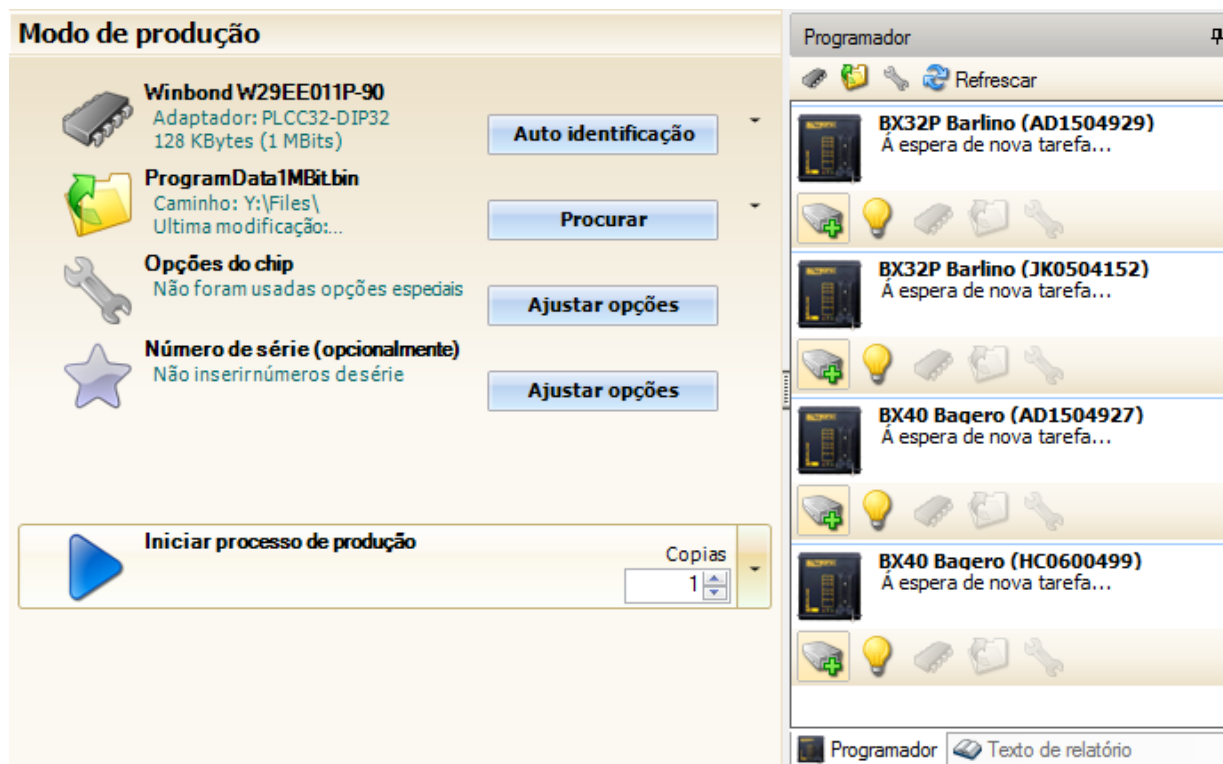 Modo de produção
Winbond W29EE011P-90
Adaptador: PLCC32-DIP32
128 KBytes (1 MBits)
Auto identificação
ProgramData1MBit.bin
Caminho: Y:\Files\
Ultima modificação:...
Procurar
Opções do chip
Não foram usadas opções especiais
Ajustar opções
Número de série (opcionalmente)
Não inserir números de série
Ajustar opções
Iniciar processo de produção
Copias
1
Programador
Refrescar
BX32P Barlino (AD1504929)
Á espera de nova tarefa...
BX32P Barlino (JK0504152)
Á espera de nova tarefa...
BX40 Bagero (AD1504927)
Á espera de nova tarefa...
BX40 Bagero (HC0600499)
Á espera de nova tarefa...
Programador
Texto de relatório